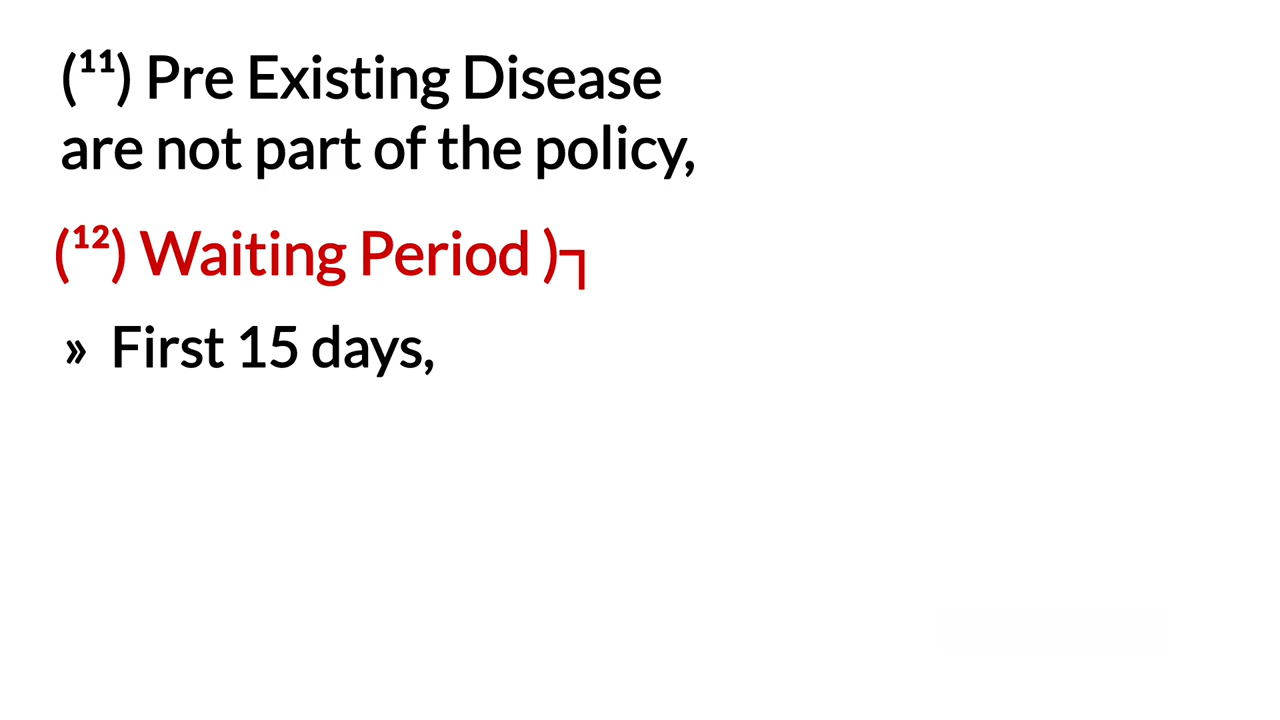 (¹¹) Pre Existing Disease
are not part of the policy,
(¹²) Waiting Period )┐
» First 15 days,